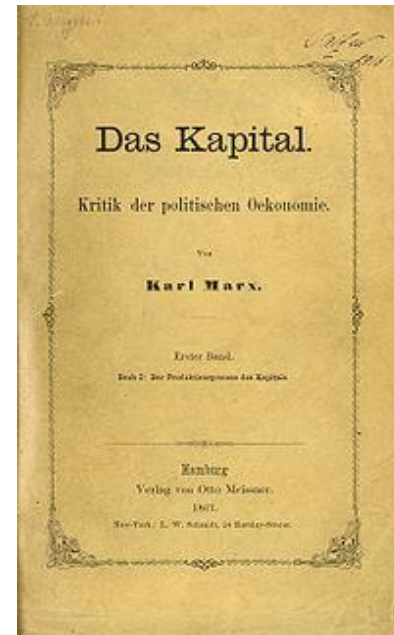 Das Kapital.
Kritik der politischen Oekonomie.
Von
Karl Marx.
Erster Band.
Buch I: Der Produktionsprocess des Kapitals.
Hamburg
Verlag von Otto Meissner.
1867.
New-York: L. W. Schmidt, 24 Barclay-Street.